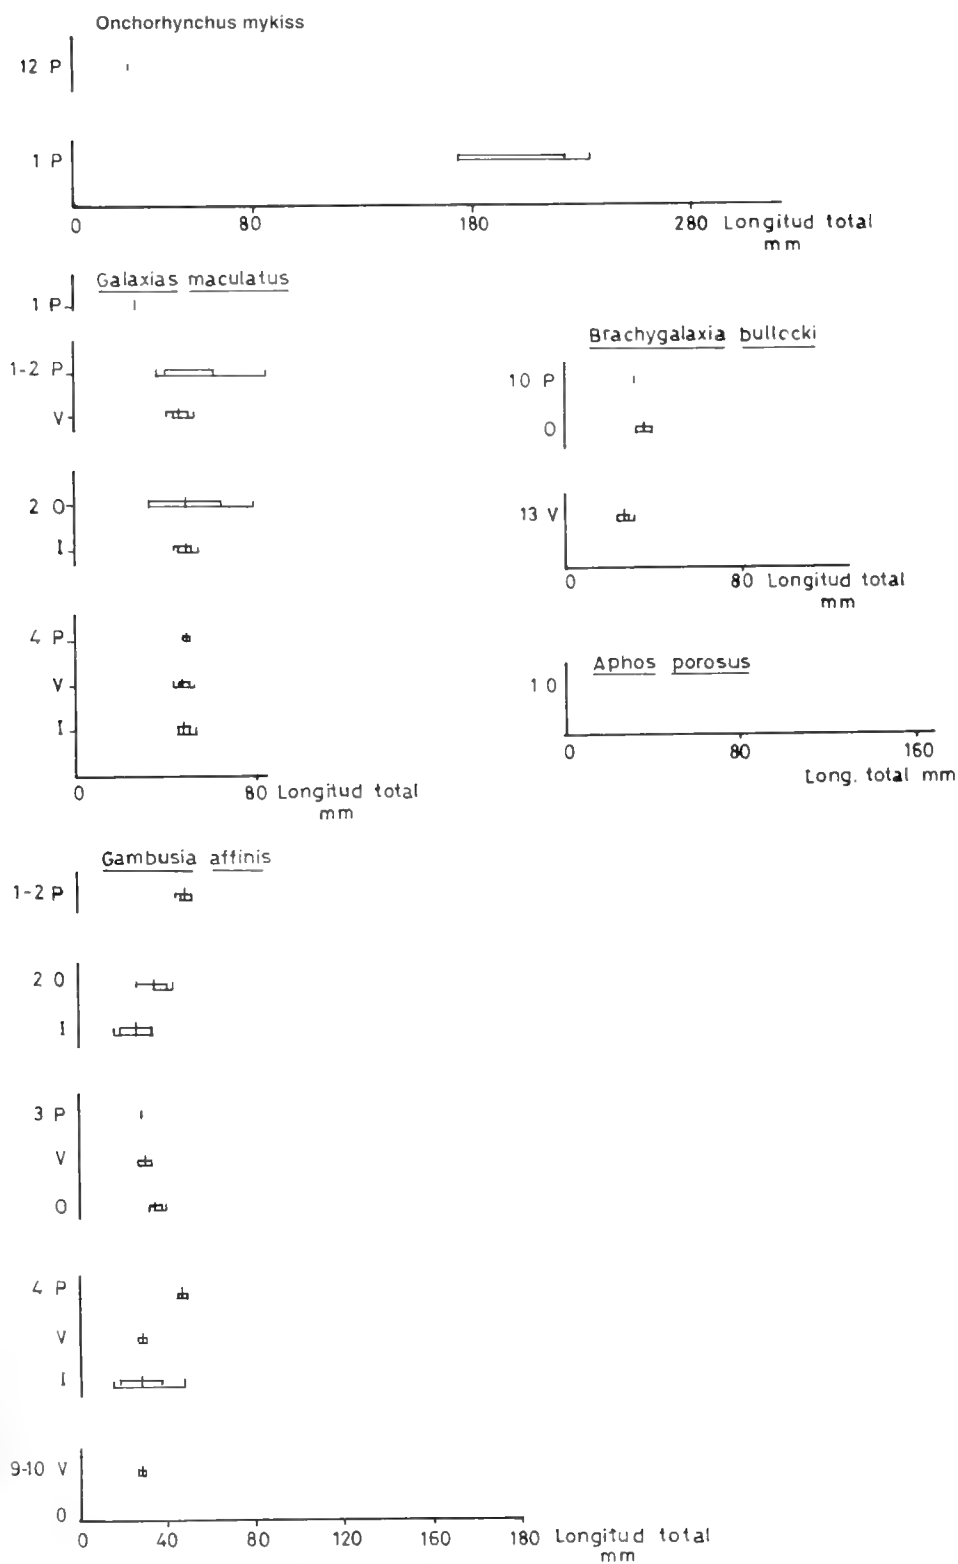 Onchorhynchus mykiss
12 P
1 P
0 80 180 280 Longitud total
mm
Galaxias maculatus
1 P
1-2 P
V
2 O
I
4 P
V
I
0 80 Longitud total
mm
Brachygalaxia bullocki
10 P
O
13 V
0 80 Longitud total
mm
Aphos porosus
1 O
0 80 160
Long. total mm
Gambusia affinis
1-2 P
2 O
I
3 P
V
O
4 P
V
I
9-10 V
O
0 40 80 120 160 180 Longitud total
mm